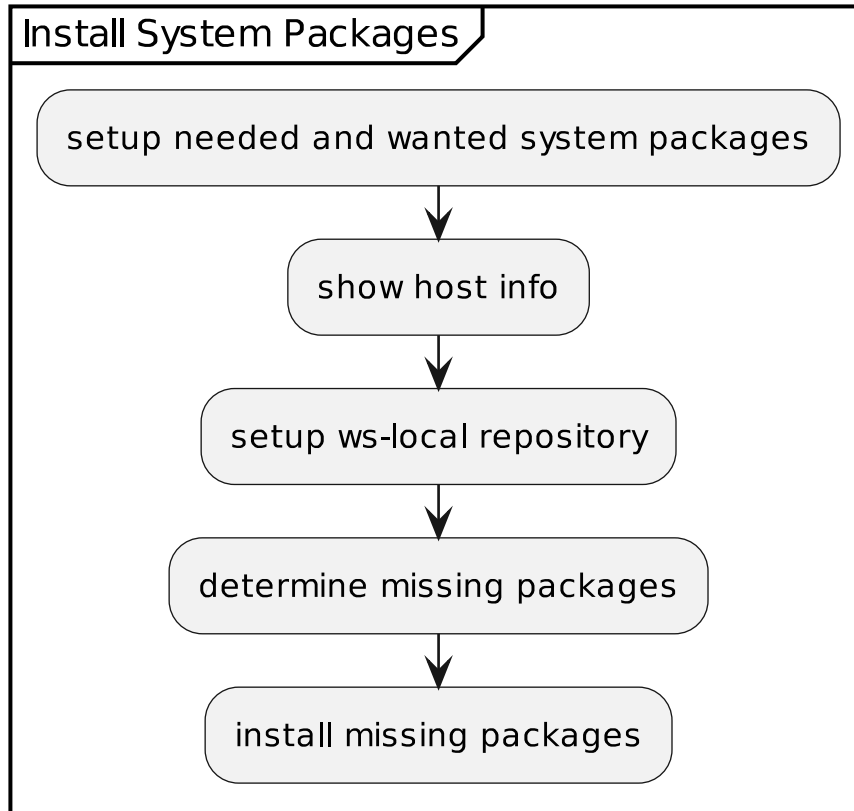 Install System Packages
setup needed and wanted system packages
show host info
setup ws-local repository
determine missing packages
install missing packages